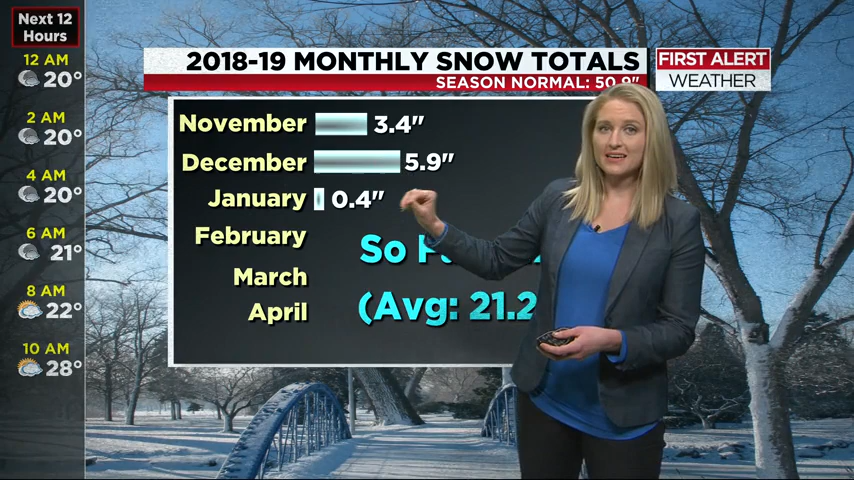 Next 12
Hours
12 AM
20°
2 AM
20°
4 AM
20°
6 AM
21°
8 AM
22°
10 AM
28°
2018-19 MONTHLY SNOW TOTALS
SEASON NORMAL: 50.9"
FIRST ALERT
WEATHER
November 3.4"
December 5.9"
January 0.4"
February
March
April
So
(Avg: 21.2